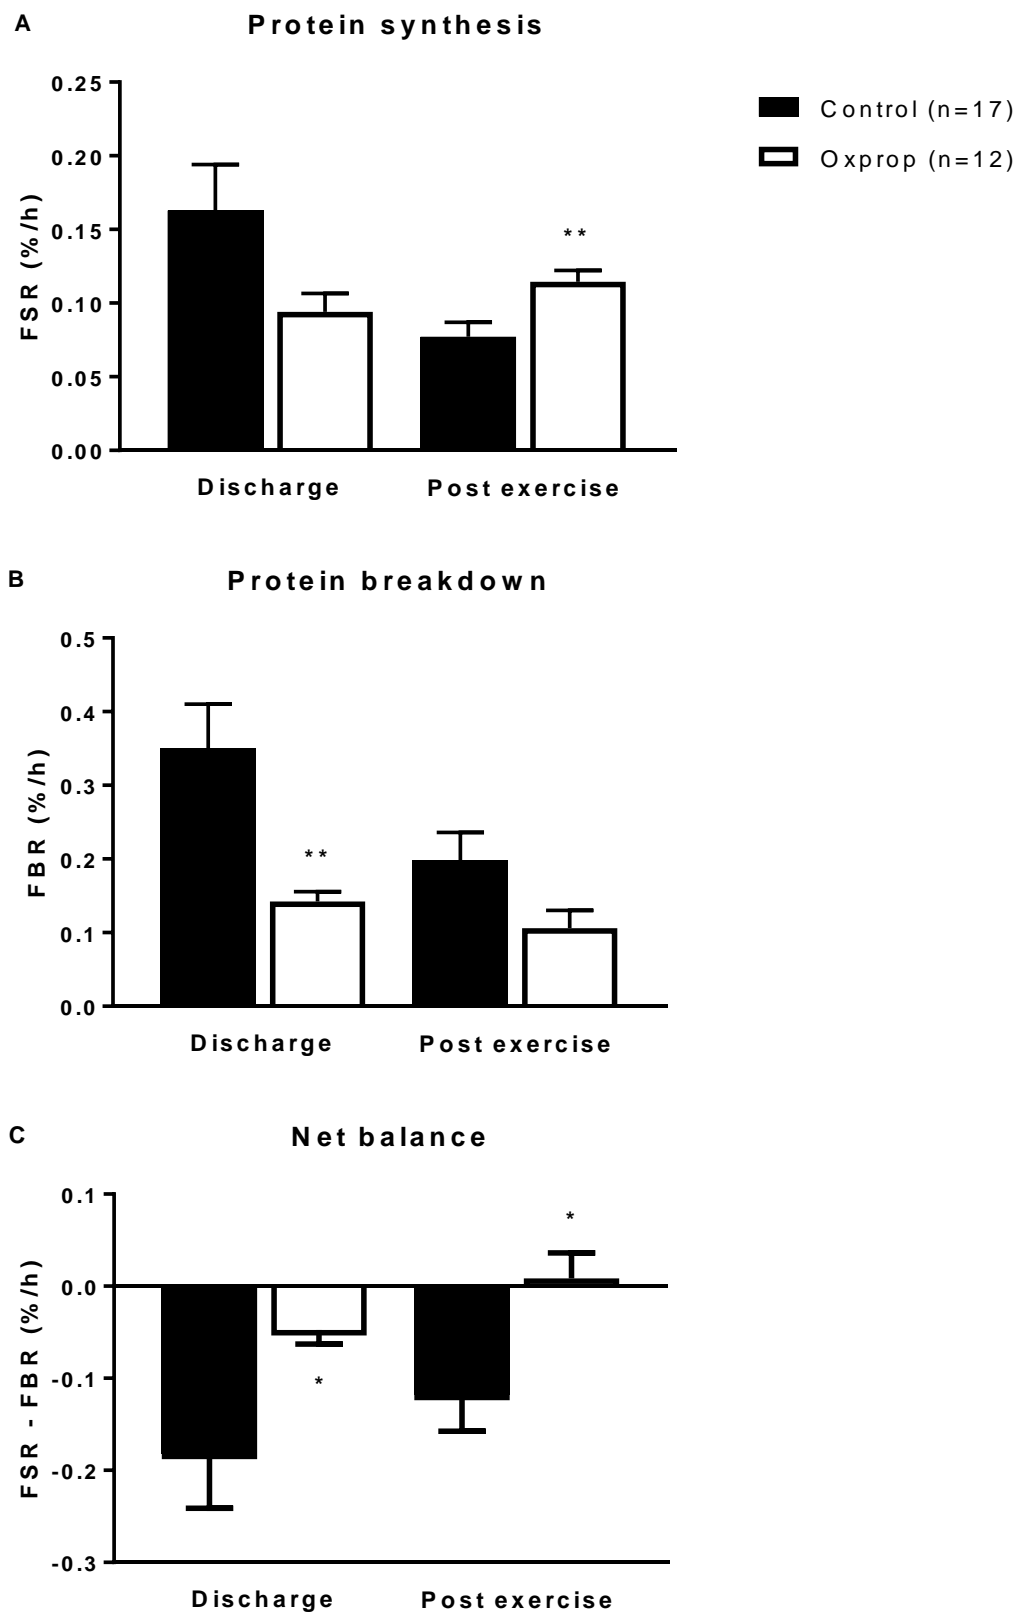 A
Protein synthesis
0.25
0.20
0.15
0.10
0.05
0.00
FSR (%/h)
**
Discharge
Post exercise
Control (n=17)
Oxprop (n=12)
B
Protein breakdown
0.5
0.4
0.3
0.2
0.1
0.0
FBR (%/h)
**
Discharge
Post exercise
C
Net balance
0.1
0.0
-0.1
-0.2
-0.3
FSR - FBR (%/h)
*
*
Discharge
Post exercise